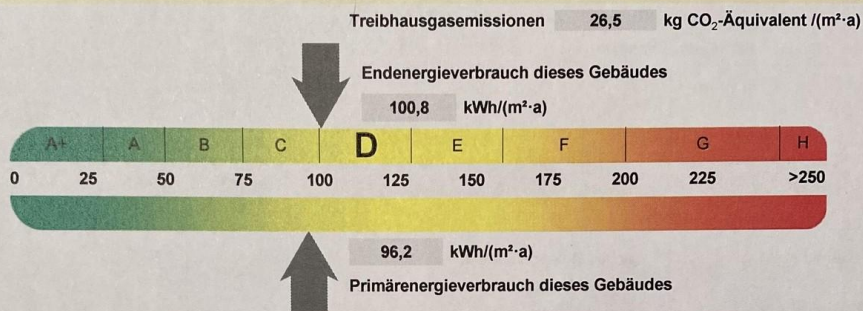 Treibhausgasemissionen 26,5 kg CO₂-Äquivalent /(m²·a)
Endenergieverbrauch dieses Gebäudes
100,8 kWh/(m²·a)
A+ A B C D E F G H
0 25 50 75 100 125 150 175 200 225 >250
96,2 kWh/(m²·a)
Primärenergieverbrauch dieses Gebäudes